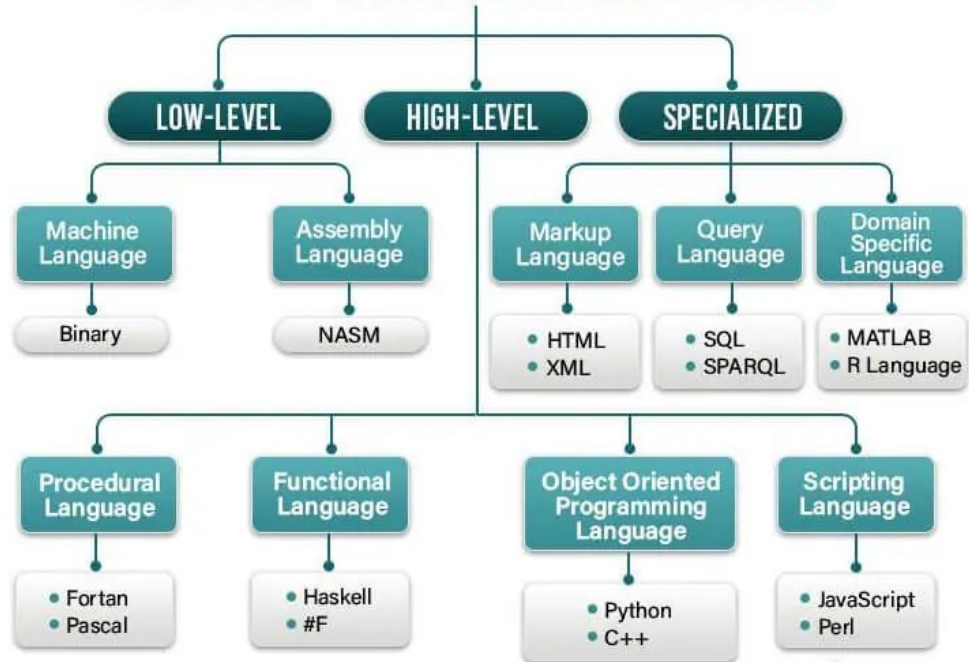 LOW-LEVEL
HIGH-LEVEL
SPECIALIZED
Machine
Language
Assembly
Language
Markup
Language
Query
Language
Domain
Specific
Language
Binary
NASM
• HTML
• XML
• SQL
• SPARQL
• MATLAB
• R Language
Procedural
Language
Functional
Language
Object Oriented
Programming
Language
Scripting
Language
• Fortan
• Pascal
• Haskell
• #F
• Python
• C++
• JavaScript
• Perl